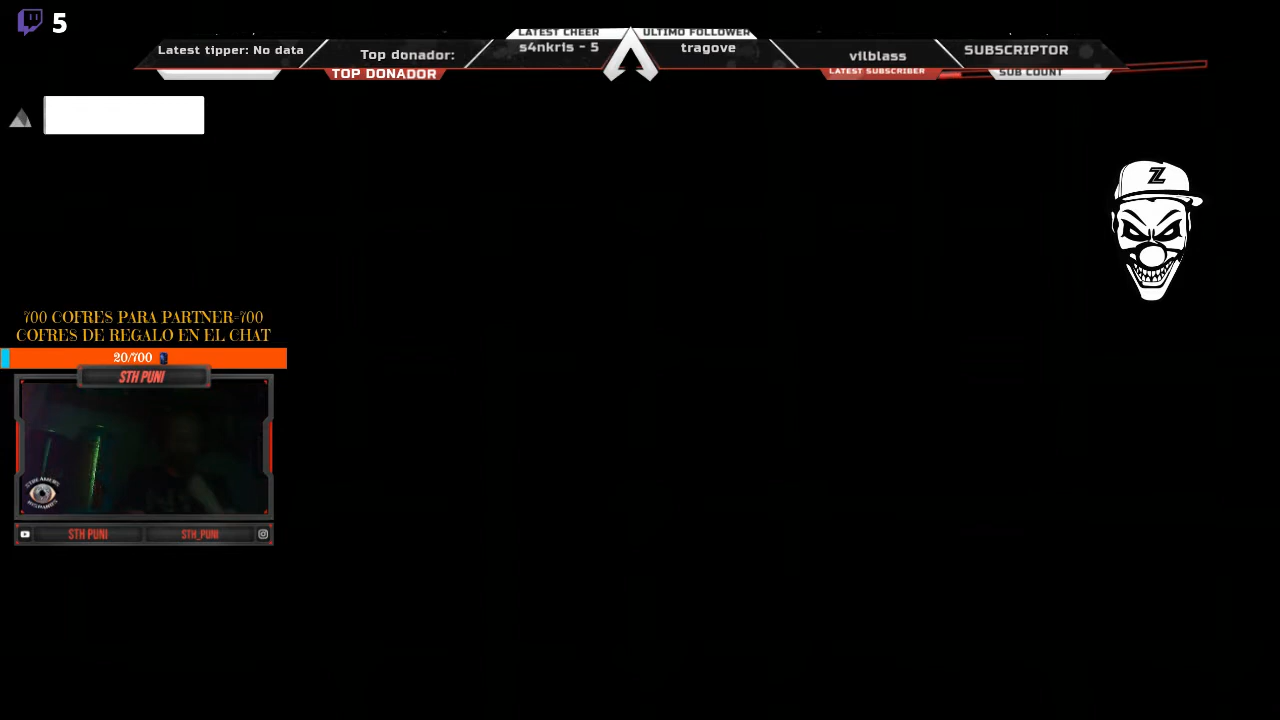 5
LATEST CHEER
ULTIMO FOLLOWER
Latest tipper: No data
Top donador:
s4nkris - 5
tragove
vilblass
SUBSCRIPTOR
TOP DONADOR
LATEST SUBSCRIBER
SUB COUNT
Z
700 COFRES PARA PARTNER=700
COFRES DE REGALO EN EL CHAT
20/700
STH PUNI
STH PUNI
STH_PUNI